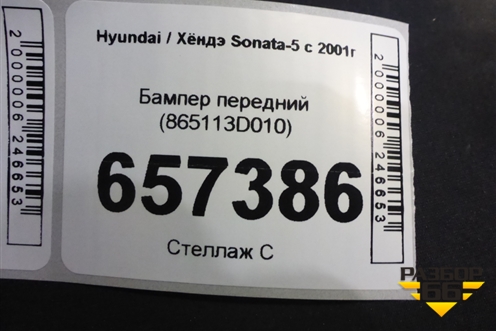 Hyundai / Хёндэ Sonata-5 с 2001г
Бампер передний
(865113D010)
657386
Стеллаж С
2000006246653
2000006246653
РАЗБОР
66